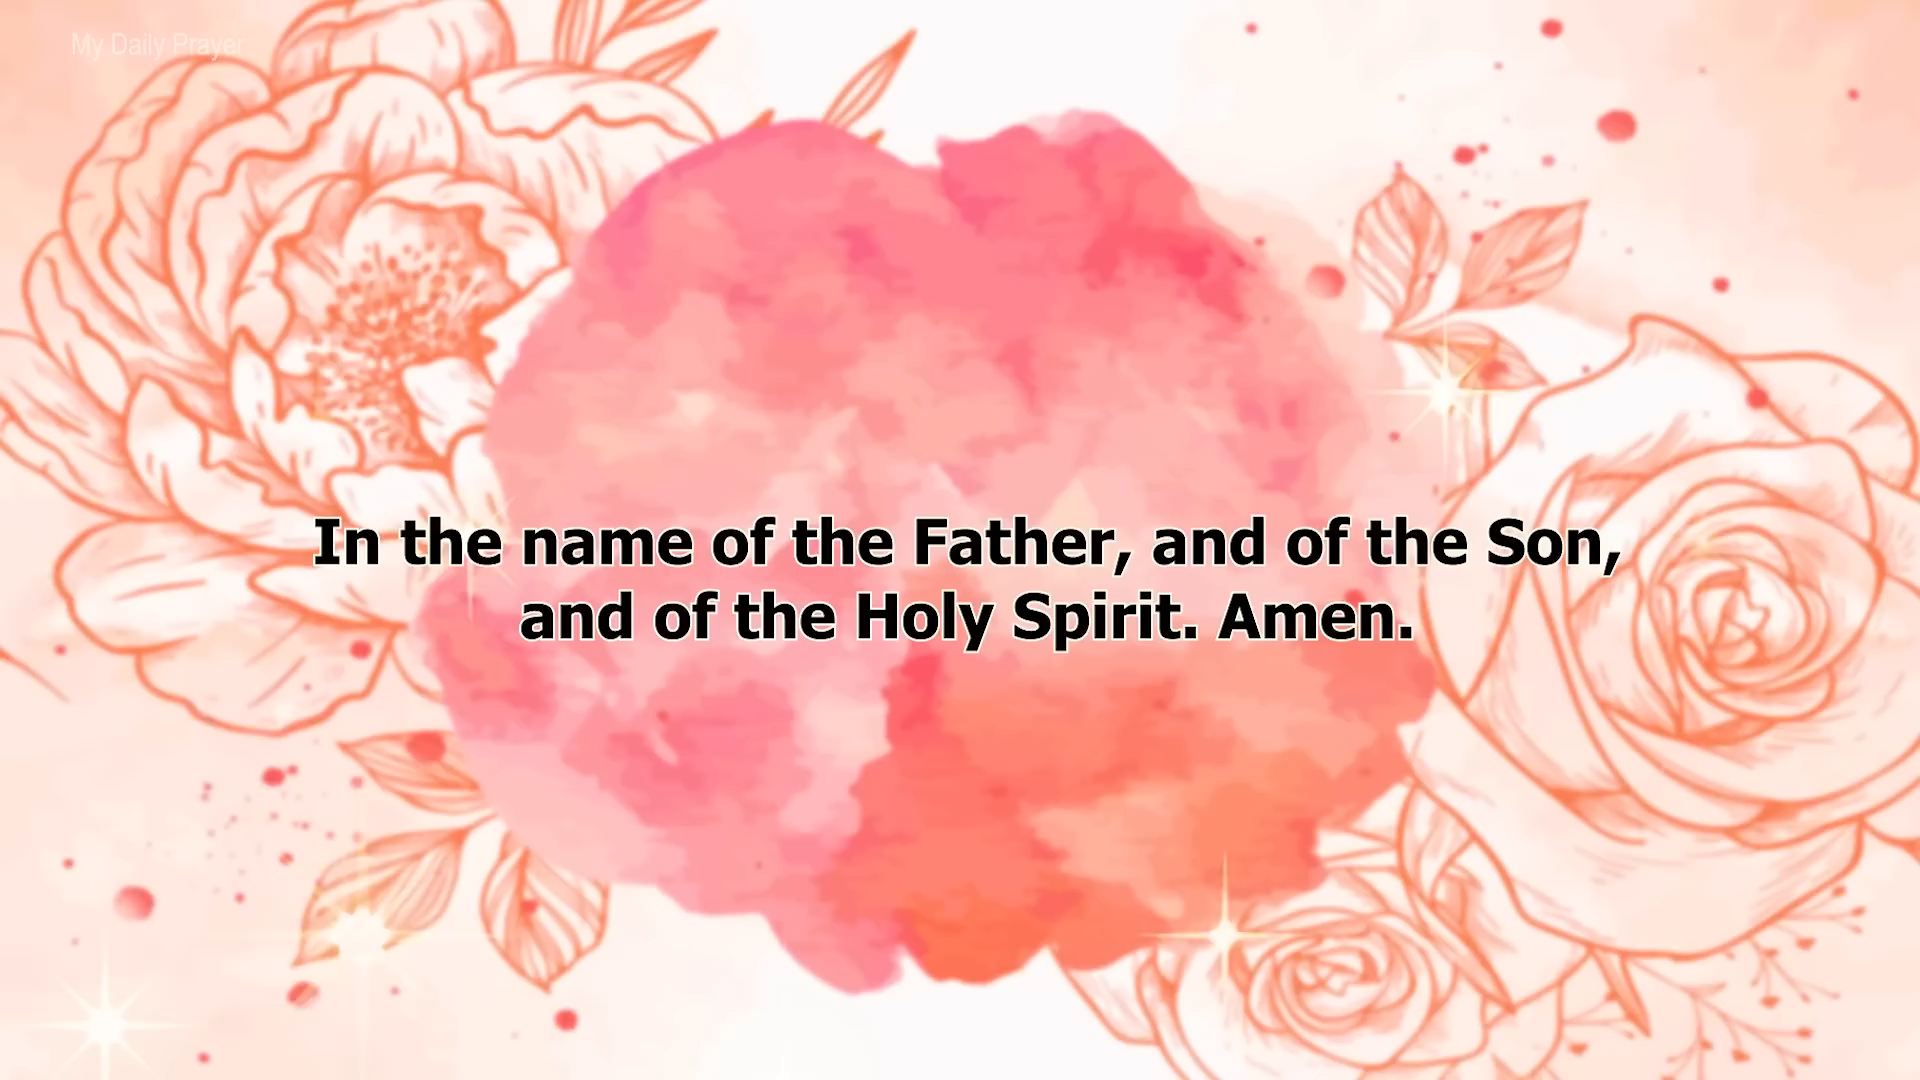 My Daily Prayer
In the name of the Father, and of the Son,
and of the Holy Spirit. Amen.